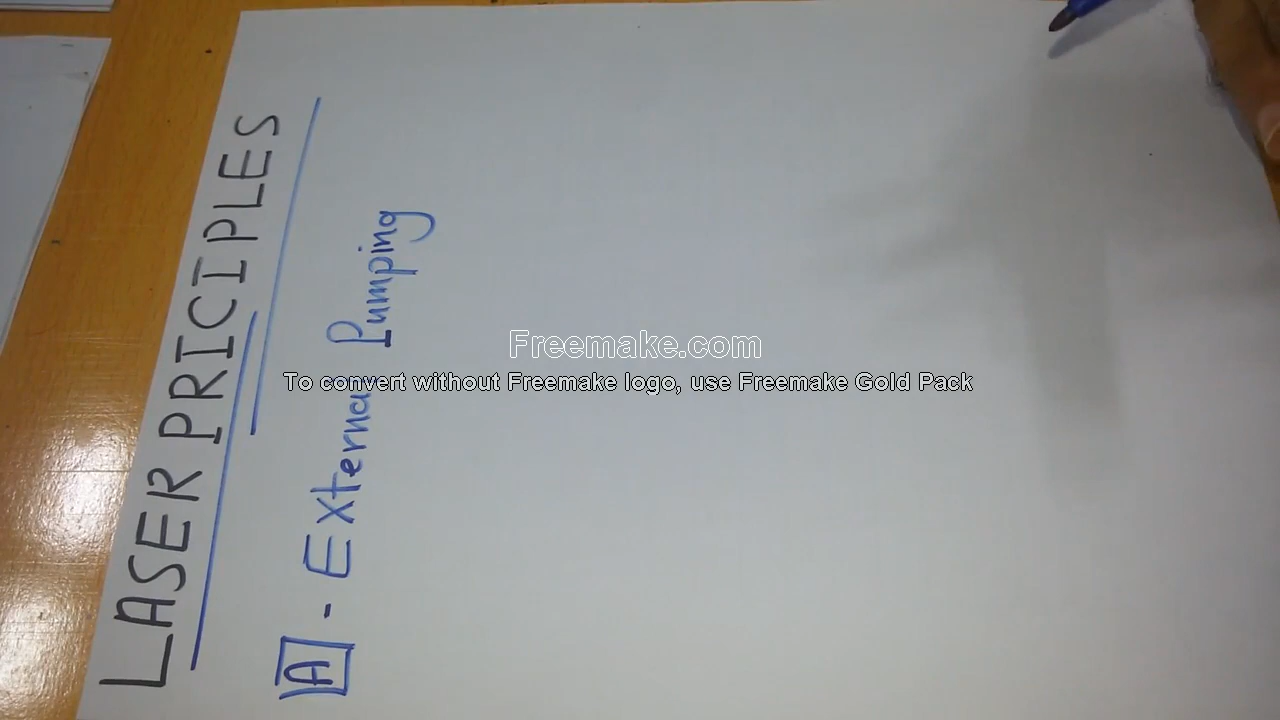 LASER PRICIPLES
A - External Pumping
Freemake.com
To convert without Freemake logo, use Freemake Gold Pack